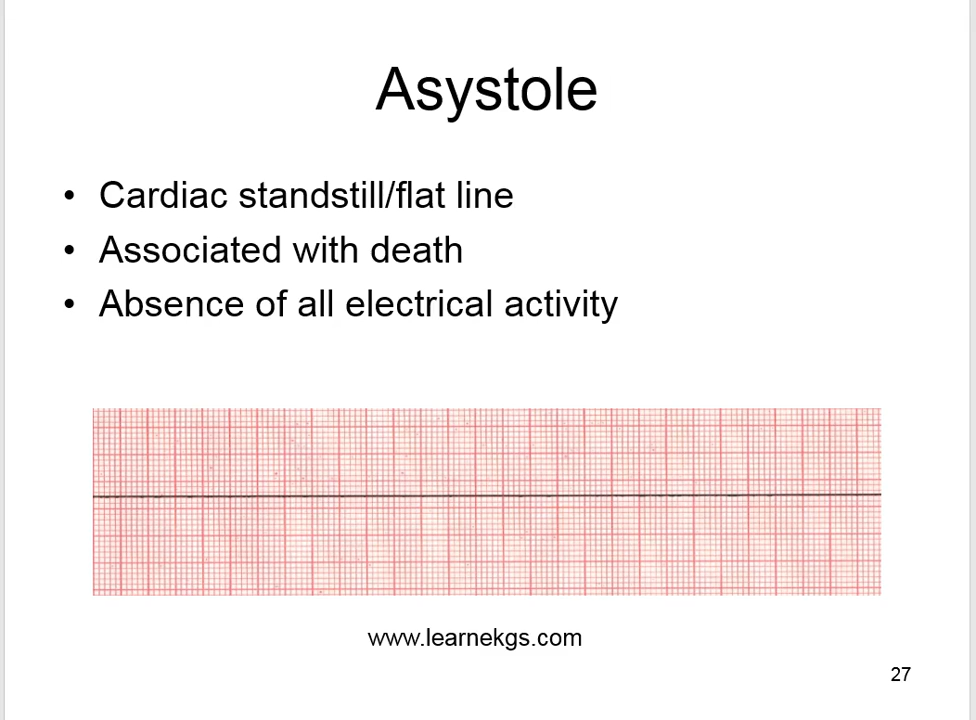 Asystole
• Cardiac standstill/flat line
• Associated with death
• Absence of all electrical activity
www.learnekgs.com
27